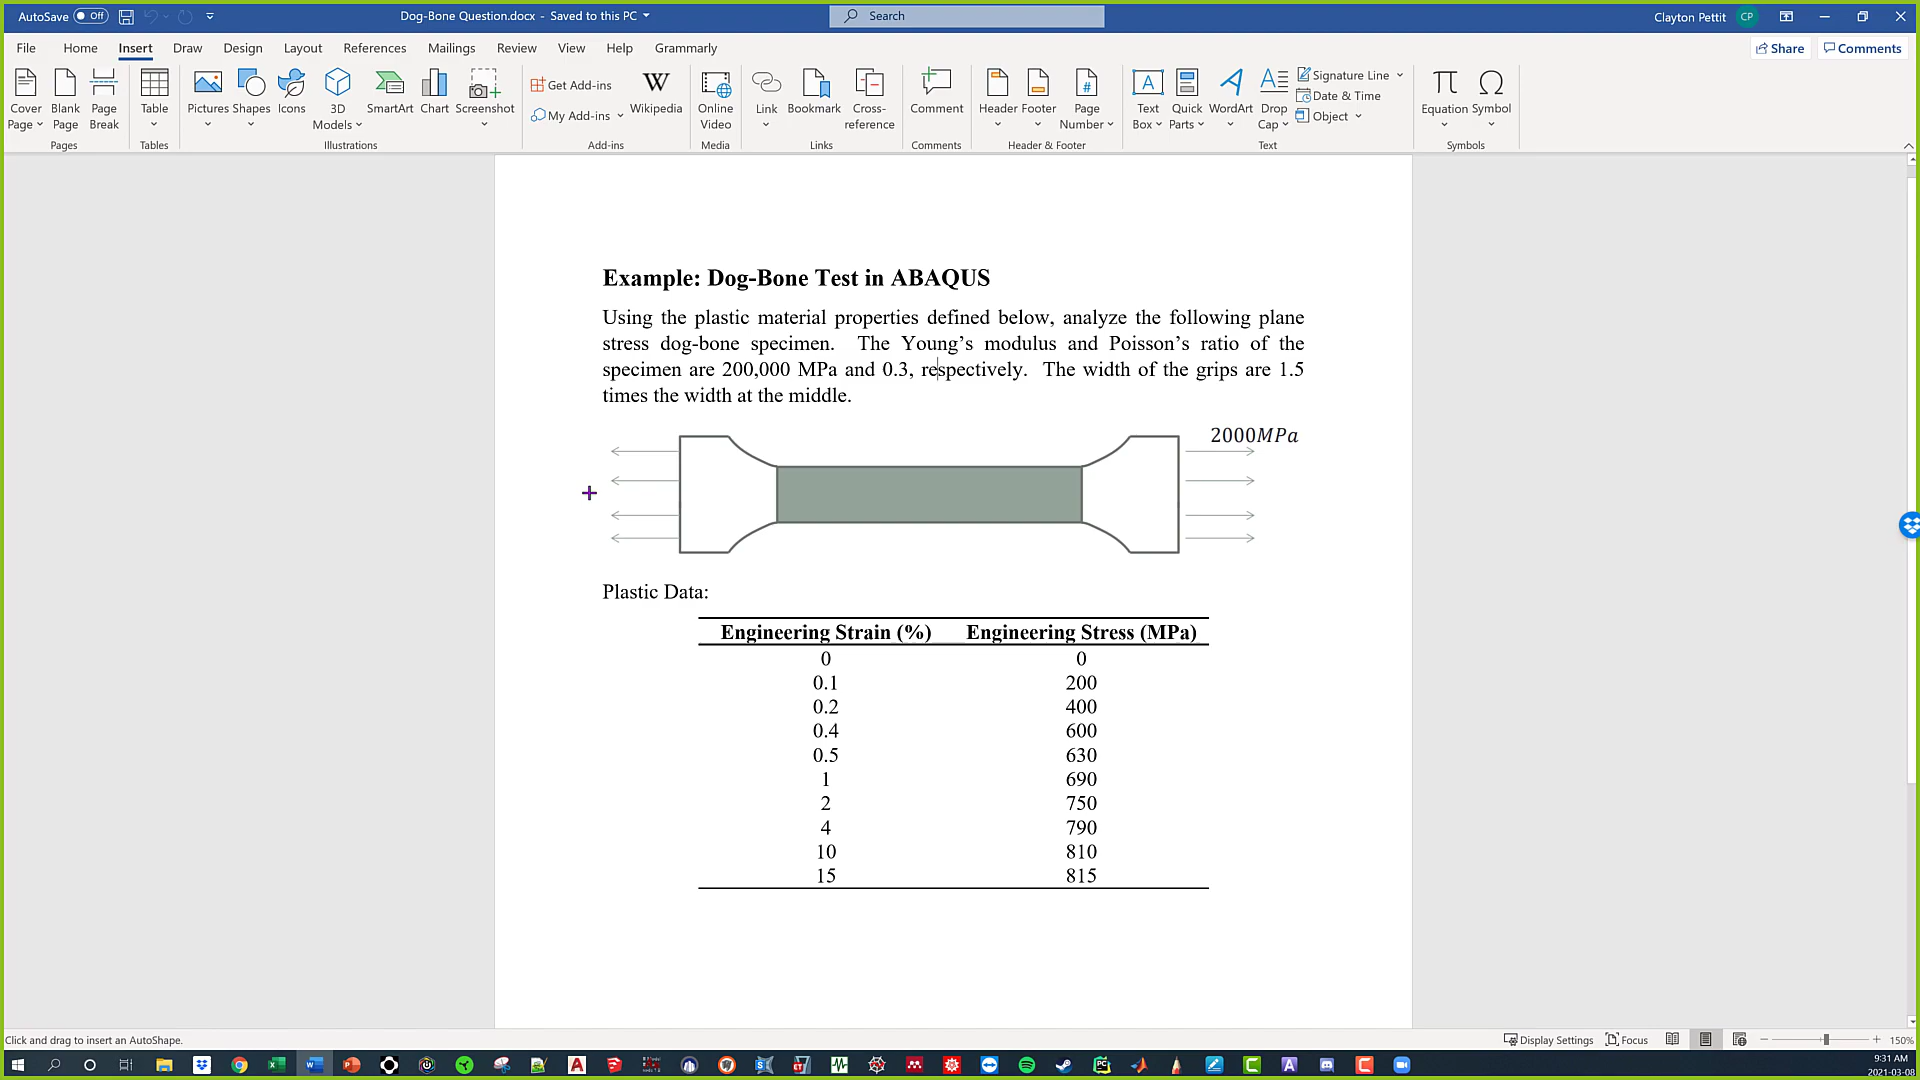 AutoSave Off Dog-Bone Question.docx - Saved to this PC Search Clayton Pettit CP
File Home Insert Draw Design Layout References Mailings Review View Help Grammarly Share Comments
Cover Page Blank Page Page Break
Pages
Table
Tables
Pictures Shapes Icons 3D Models SmartArt Chart Screenshot
Illustrations
Get Add-ins
My Add-ins
Wikipedia
Add-ins
Online Video
Media
Link Bookmark Cross-reference
Links
Comment
Comments
Header Footer Page Number
Header & Footer
Text Box Quick Parts WordArt Drop Cap
Signature Line
Date & Time
Object
Text
Equation Symbol
Symbols
Example: Dog-Bone Test in ABAQUS
Using the plastic material properties defined below, analyze the following plane
stress dog-bone specimen. The Young's modulus and Poisson's ratio of the
specimen are 200,000 MPa and 0.3, respectively. The width of the grips are 1.5
times the width at the middle.
2000MPa
Plastic Data:
Engineering Strain (%) Engineering Stress (MPa)
0 0
0.1 200
0.2 400
0.4 600
0.5 630
1 690
2 750
4 790
10 810
15 815
Click and drag to insert an AutoShape. Display Settings Focus 150%
9:31 AM
2021-03-08